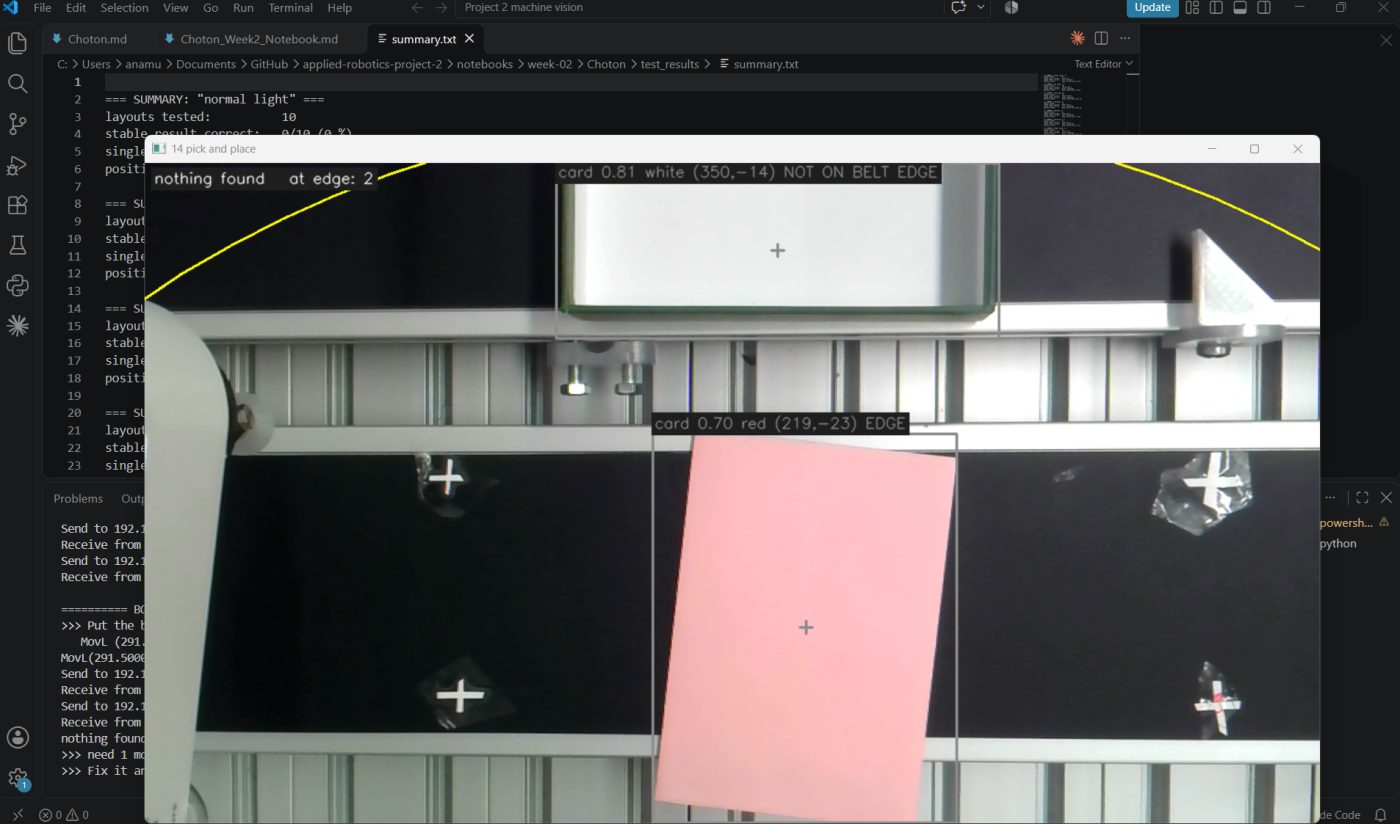 File Edit Selection View Go Run Terminal Help
Project 2 machine vision
Update
Choton.md
Choton_Week2_Notebook.md
summary.txt
C: > Users > anamu > Documents > GitHub > applied-robotics-project-2 > notebooks > week-02 > Choton > test_results > summary.txt
Text Editor
1
2 === SUMMARY: "normal light" ===
3 layouts tested: 10
4 stable result correct: 0/10 (0 %)
5 singl
6 positi
7
8 === SU
9 layout
10 stable
11 single
12 positi
13
14 === SU
15 layout
16 stable
17 single
18 positi
19
20 === SU
21 layout
22 stable
23 singl
14 pick and place
nothing found at edge: 2
card 0.81 white (350,-14) NOT ON BELT EDGE
card 0.70 red (219,-23) EDGE
Problems Outp
powersh...
python
Send to 192.1
Receive from
Send to 192.1
Receive from
========== BO
>>> Put the b
MovL (291.
MovL(291.5000
Send to 192.1
Receive from
Send to 192.1
Receive from
nothing found
>>> need 1 mo
>>> Fix it an
1
0 0
de Code